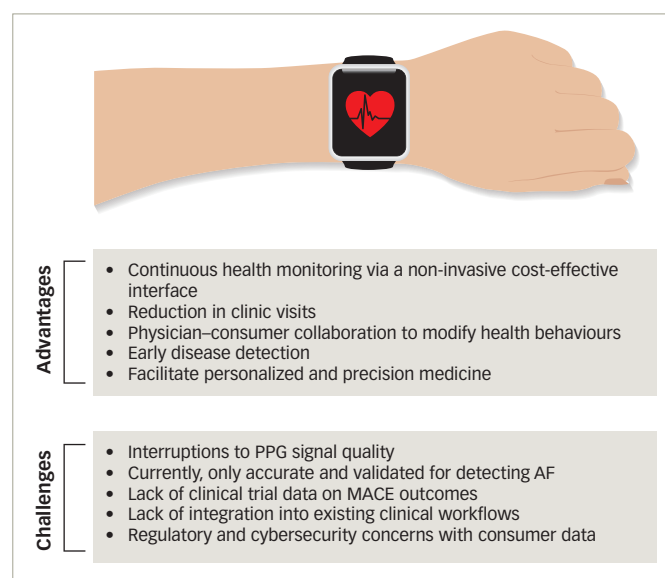 Advantages
• Continuous health monitoring via a non-invasive cost-effective
interface
• Reduction in clinic visits
• Physician–consumer collaboration to modify health behaviours
• Early disease detection
• Facilitate personalized and precision medicine
Challenges
• Interruptions to PPG signal quality
• Currently, only accurate and validated for detecting AF
• Lack of clinical trial data on MACE outcomes
• Lack of integration into existing clinical workflows
• Regulatory and cybersecurity concerns with consumer data